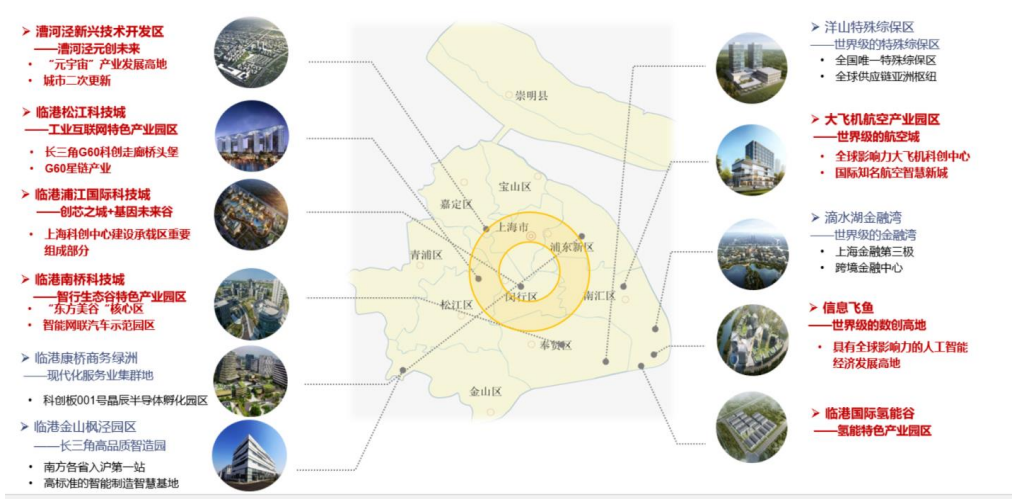 ➢ 漕河泾新兴技术开发区
——漕河泾元创未来
• “元宇宙”产业发展高地
• 城市二次更新
➢ 临港松江科技城
——工业互联网特色产业园区
• 长三角G60科创走廊桥头堡
• G60星链产业
➢ 临港浦江国际科技城
——创芯之城+基因未来谷
• 上海科创中心建设承载区重要
组成部分
➢ 临港南桥科技城
——智行生态谷特色产业园区
• “东方美谷“核心区
• 智能网联汽车示范园区
➢ 临港康桥商务绿洲
——现代化服务业集群地
• 科创板001号晶辰半导体孵化园区
➢ 临港金山枫泾园区
——长三角高品质智造园
• 南方各省入沪第一站
• 高标准的智能制造智慧基地
崇明县
宝山区
嘉定区
上海市
浦东新区
青浦区
闵行区
南汇区
松江区
奉贤区
金山区
➢ 洋山特殊综保区
——世界级的特殊综保区
• 全国唯一特殊综保区
• 全球供应链亚洲枢纽
➢ 大飞机航空产业园区
——世界级的航空城
• 全球影响力大飞机科创中心
• 国际知名航空智慧新城
➢ 滴水湖金融湾
——世界级的金融湾
• 上海金融第三极
• 跨境金融中心
➢ 信息飞鱼
——世界级的数创高地
• 具有全球影响力的人工智能
经济发展高地
➢ 临港国际氢能谷
——氢能特色产业园区